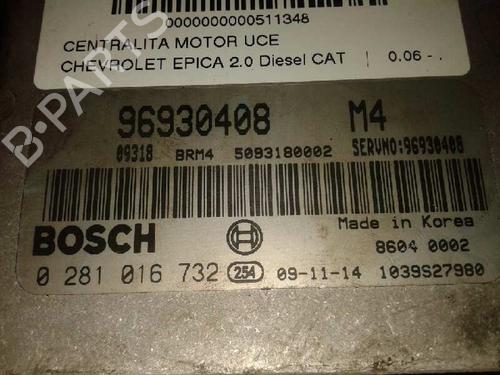 0000000000511348
CENTRALITA MOTOR UCE
CHEVROLET EPICA 2.0 Diesel CAT | 0.06 - .
B-PARTS
96930408 M4
09318 BRM4 5093180002 SERVNO:96930408
Made in Korea
BOSCH 8604 0002
0 281 016 732 254 09-11-14 1039S27980